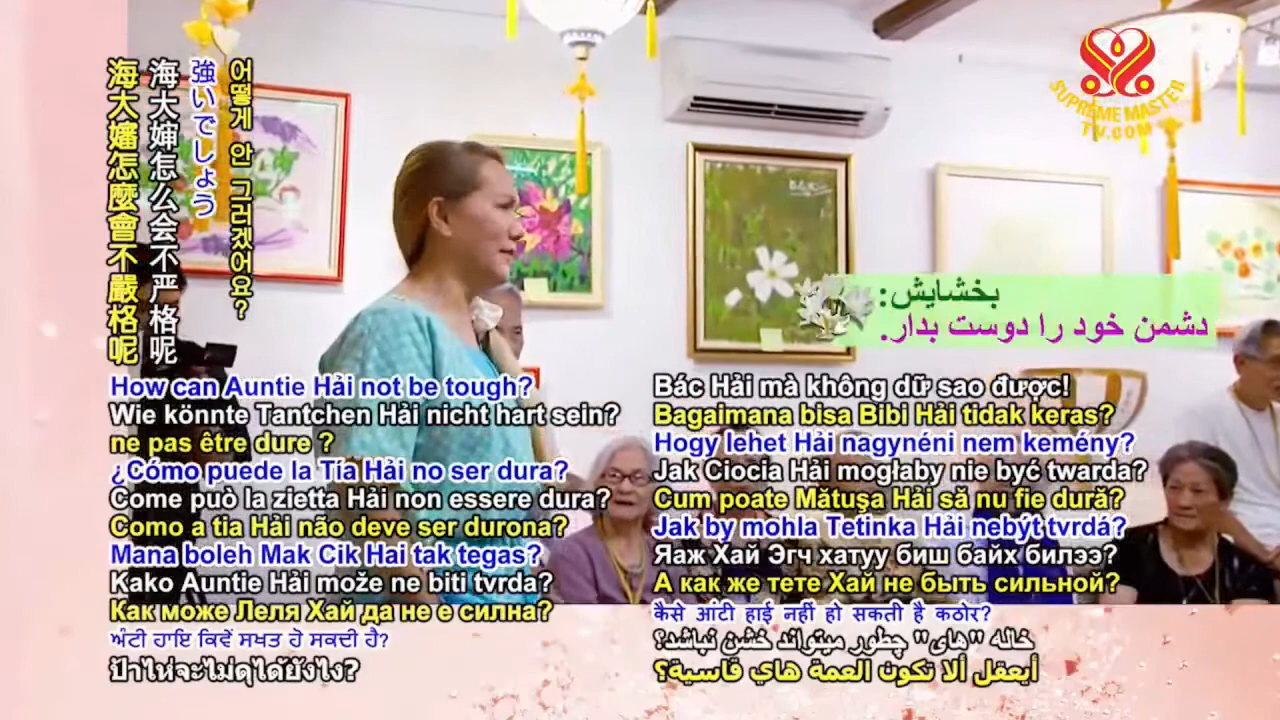 SUPREME MASTER
TV.COM
海大嬸怎麼會不嚴格呢
海大婶怎么会不严格呢
強いでしょう
어떻게 안 그러겠어요?
بخشایش:
دشمن خود را دوست بدار.
How can Auntie Hải not be tough?
Wie könnte Tantchen Hải nicht hart sein?
ne pas être dure ?
¿Cómo puede la Tía Hải no ser dura?
Come può la zietta Hải non essere dura?
Como a tia Hải não deve ser durona?
Mana boleh Mak Cik Hai tak tegas?
Kako Auntie Hải može ne biti tvrda?
Как може Леля Хай да не е силна?
ਅੰਟੀ ਹਾਇ ਕਿਵੇਂ ਸਖਤ ਹੋ ਸਕਦੀ ਹੈ?
ป้าไห่จะไม่ดุได้ยังไง?
Bác Hải mà không dữ sao được!
Bagaimana bisa Bibi Hải tidak keras?
Hogy lehet Hải nagynéni nem kemény?
Jak Ciocia Hải mogłaby nie być twarda?
Cum poate Mătuşa Hải să nu fie dură?
Jak by mohla Tetinka Hải nebýt tvrdá?
Яаж Хай Эгч хатуу биш байх билээ?
А как же тете Хай не быть сильной?
कैसे आंटी हाई नहीं हो सकती है कठोर?
خاله "های" چطور میتواند خشن نباشد؟
أيعقل ألا تكون العمة هاي قاسية؟